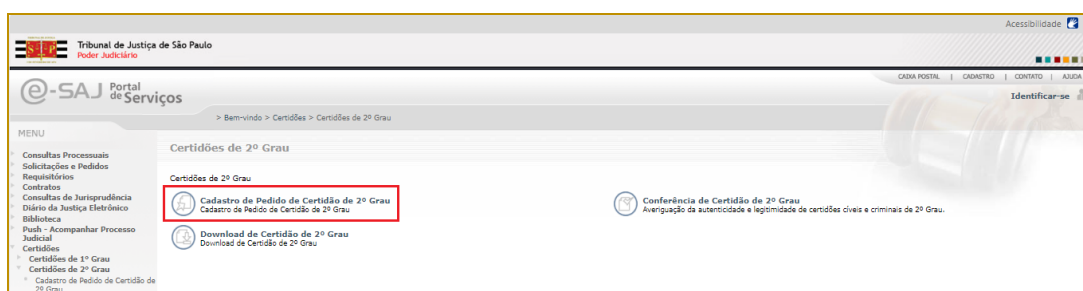 Acessibilidade
Tribunal de Justiça de São Paulo
Poder Judiciário
CAIXA POSTAL | CADASTRO | CONTATO | AJUDA
e-SAJ Portal de Serviços
Identificar-se
> Bem-vindo > Certidões > Certidões de 2º Grau
MENU
Certidões de 2º Grau
Consultas Processuais
Solicitações e Pedidos
Requisitórios
Contratos
Consultas de Jurisprudência
Diário da Justiça Eletrônico
Biblioteca
Push - Acompanhar Processo
Judicial
Certidões
Certidões de 1º Grau
Certidões de 2º Grau
Cadastro de Pedido de Certidão de
2º Grau
Certidões de 2º Grau
Cadastro de Pedido de Certidão de 2º Grau
Cadastro de Pedido de Certidão de 2º Grau
Conferência de Certidão de 2º Grau
Averiguação da autenticidade e legitimidade de certidões cíveis e criminais de 2º Grau.
Download de Certidão de 2º Grau
Download de Certidão de 2º Grau